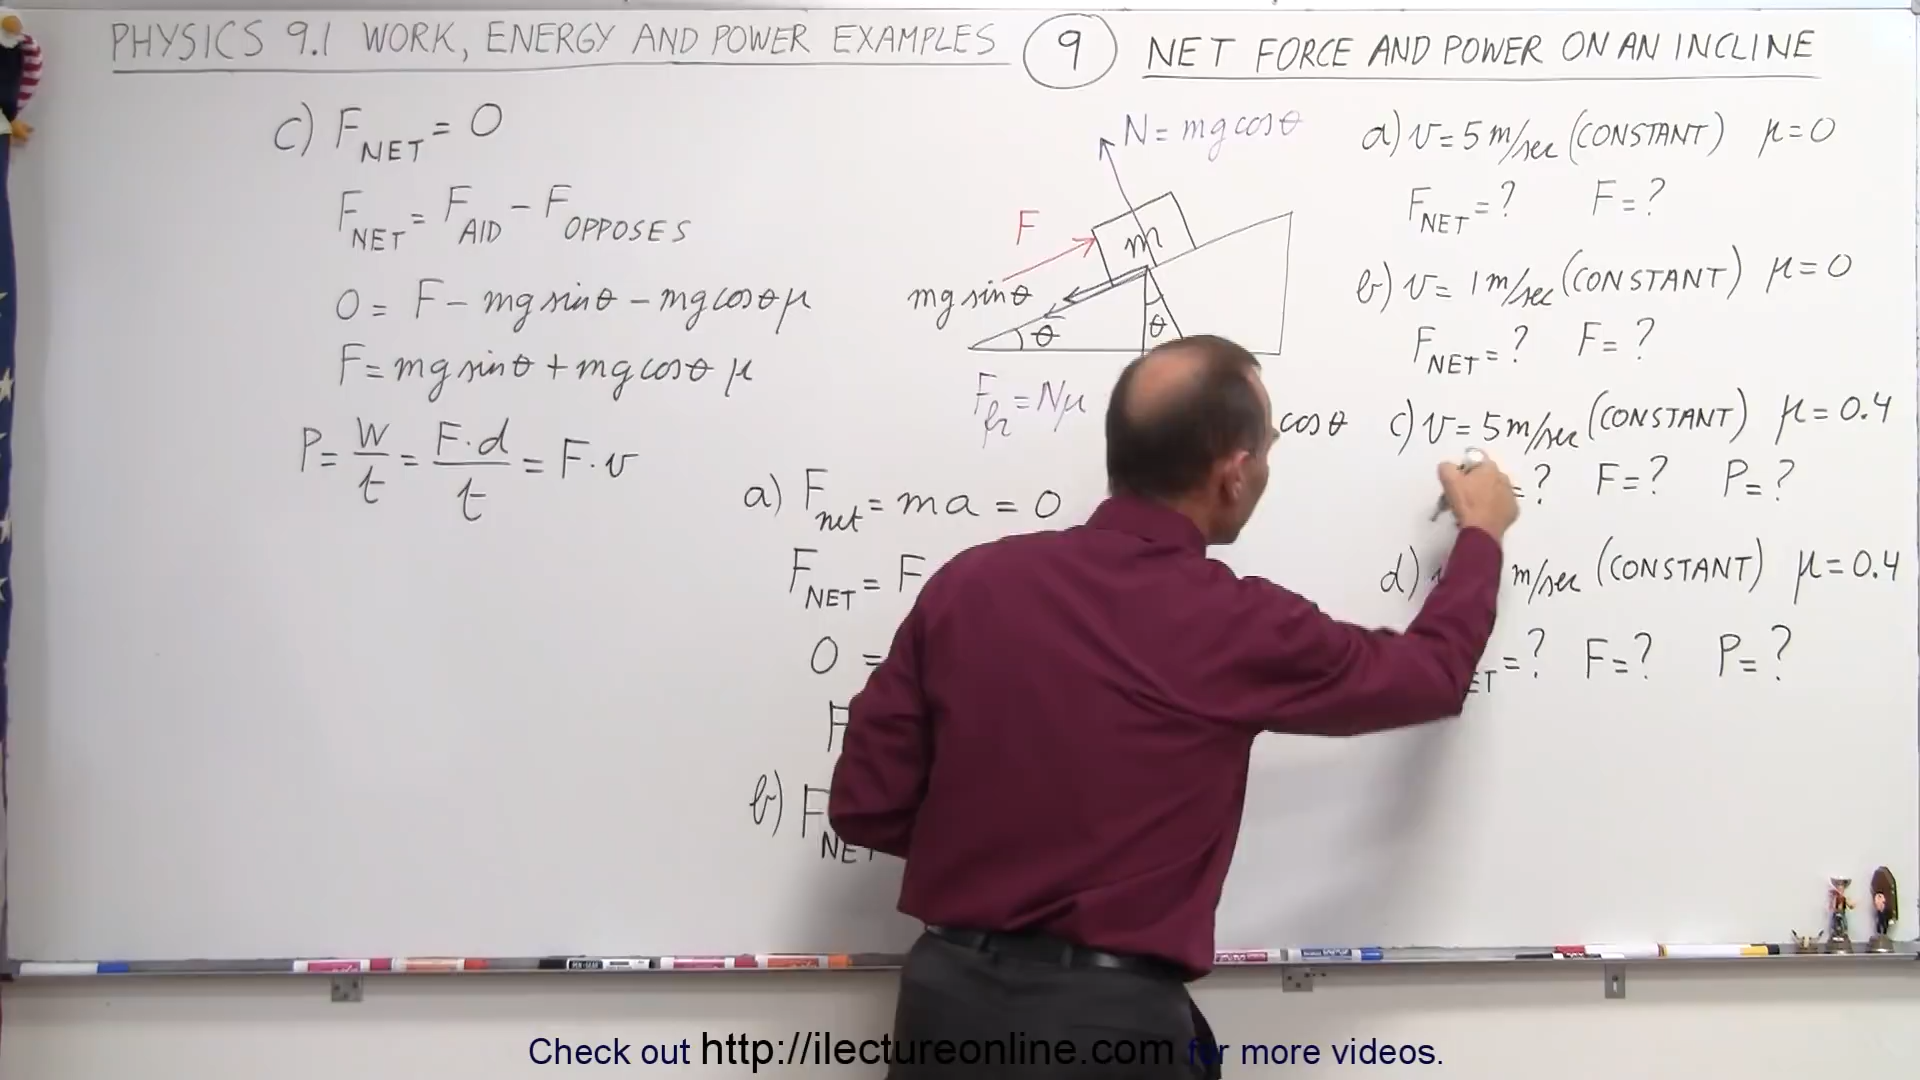 PHYSICS 9.1 WORK, ENERGY AND POWER EXAMPLES 9 NET FORCE AND POWER ON AN INCLINE
c) F_NET = 0
F_NET = F_AID - F_OPPOSES
0 = F - mg sinθ - mg cosθ μ
F = mg sinθ + mg cosθ μ
P = W/t = F·d/t = F·v
N = mg cosθ
F
m
mg sinθ
θ
θ
F_fr = Nμ
cosθ
a) F_net = ma = 0
F_NET = F
0 =
F
b) F_NET
a) v = 5 m/sec (CONSTANT) μ = 0
F_NET = ? F = ?
b) v = 1 m/sec (CONSTANT) μ = 0
F_NET = ? F = ?
c) v = 5 m/sec (CONSTANT) μ = 0.4
= ? F = ? P = ?
d) m/sec (CONSTANT) μ = 0.4
= ? F = ? P = ?
Check out http://ilectureonline.com for more videos.